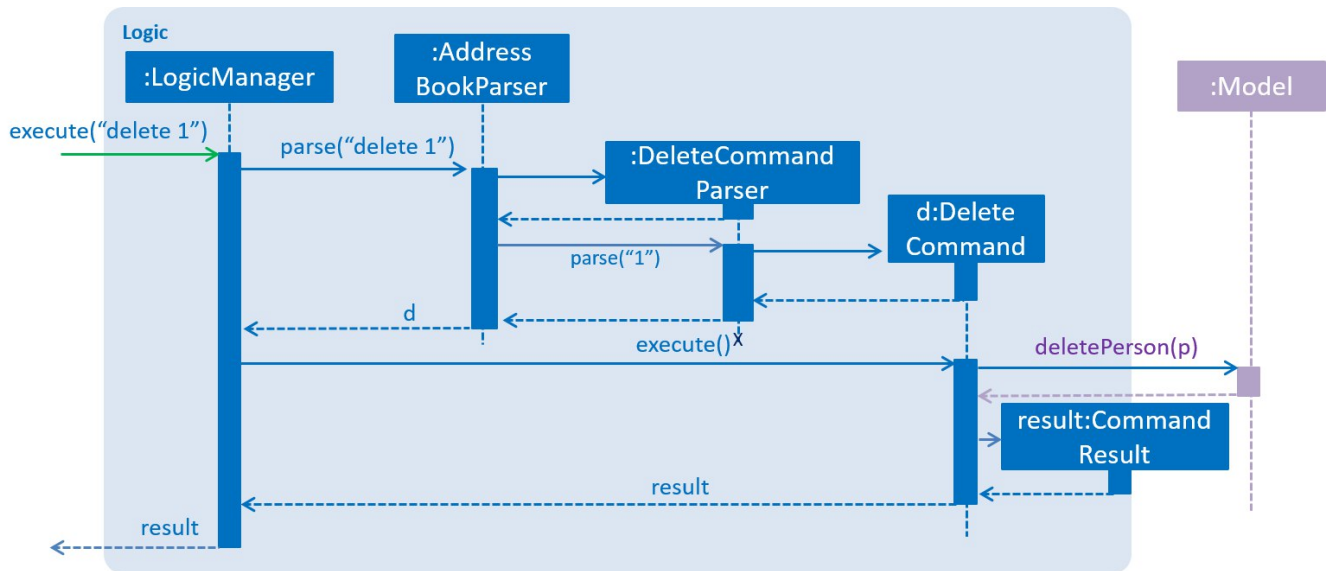 Logic
:LogicManager
:Address
BookParser
:Model
execute(“delete 1”)
parse(“delete 1”)
:DeleteCommand
Parser
d:Delete
Command
parse(“1”)
d
X
execute()
deletePerson(p)
result:Command
Result
result
result